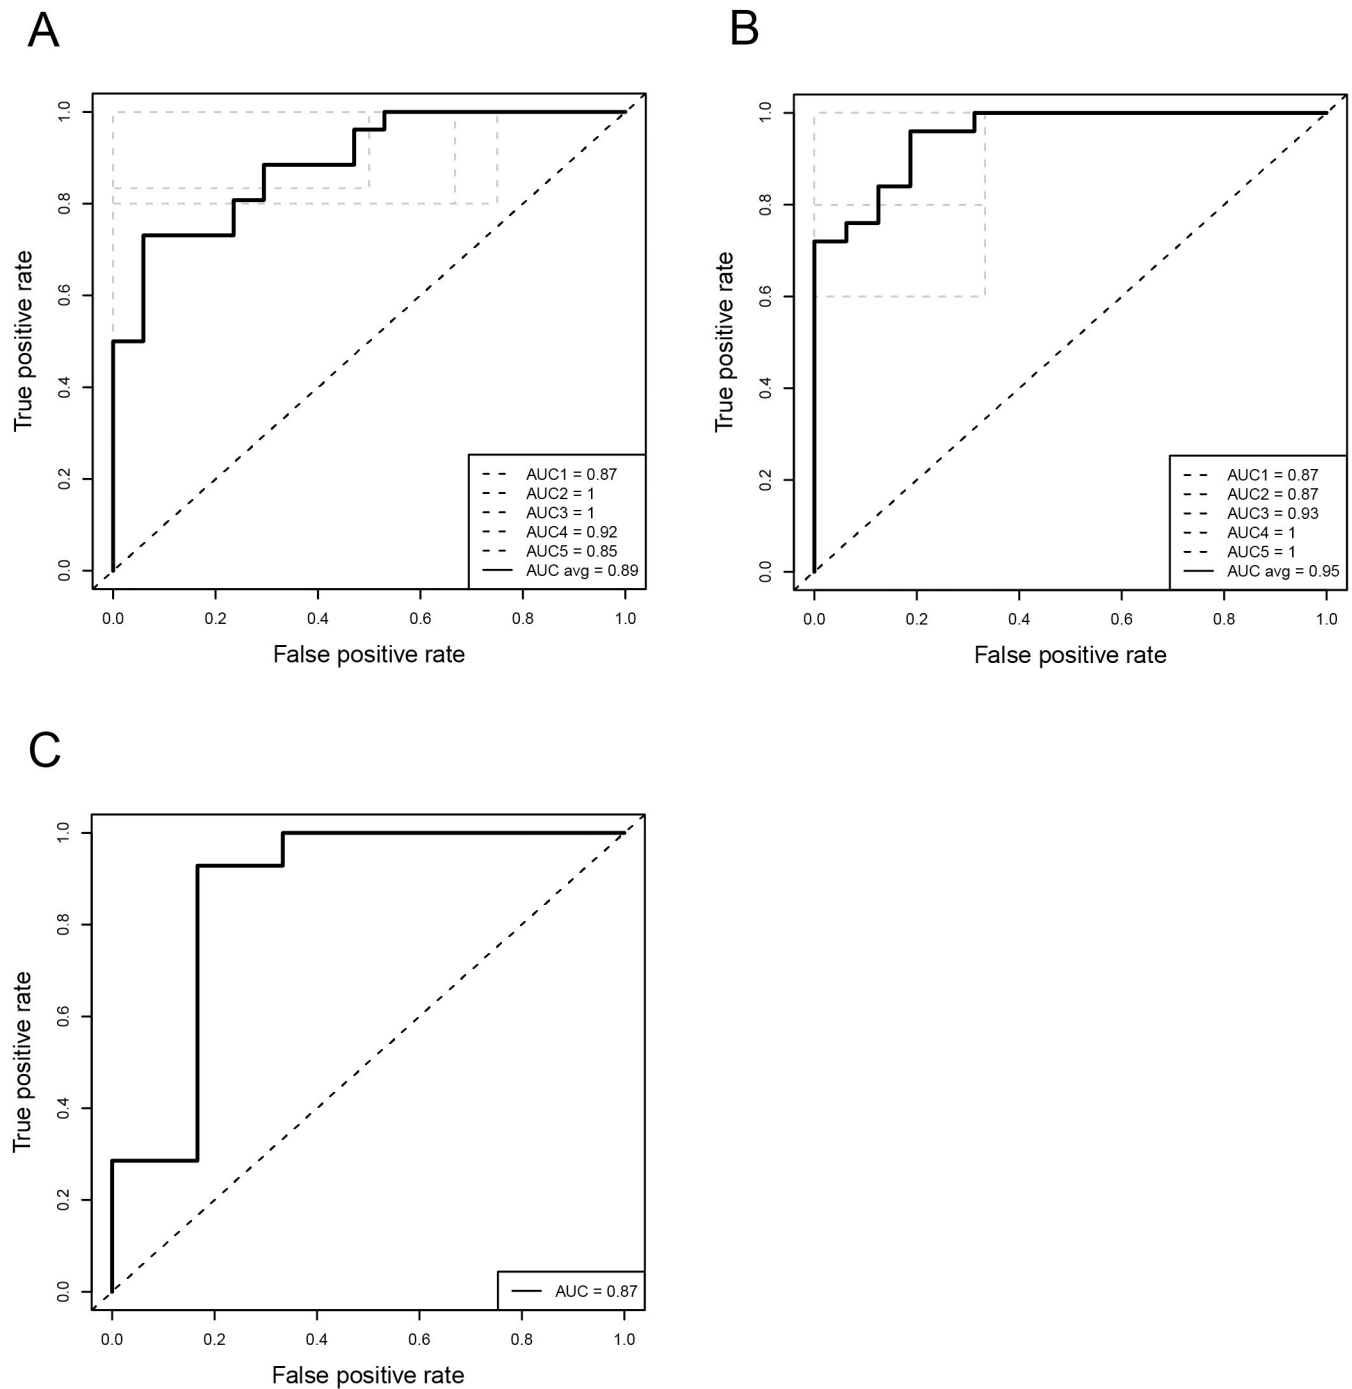 A
True positive rate
1.0
0.8
0.6
0.4
0.2
0.0
AUC1 = 0.87
AUC2 = 1
AUC3 = 1
AUC4 = 0.92
AUC5 = 0.85
AUC avg = 0.89
0.0 0.2 0.4 0.6 0.8 1.0
False positive rate
B
True positive rate
1.0
0.8
0.6
0.4
0.2
0.0
AUC1 = 0.87
AUC2 = 0.87
AUC3 = 0.93
AUC4 = 1
AUC5 = 1
AUC avg = 0.95
0.0 0.2 0.4 0.6 0.8 1.0
False positive rate
C
True positive rate
1.0
0.8
0.6
0.4
0.2
0.0
AUC = 0.87
0.0 0.2 0.4 0.6 0.8 1.0
False positive rate